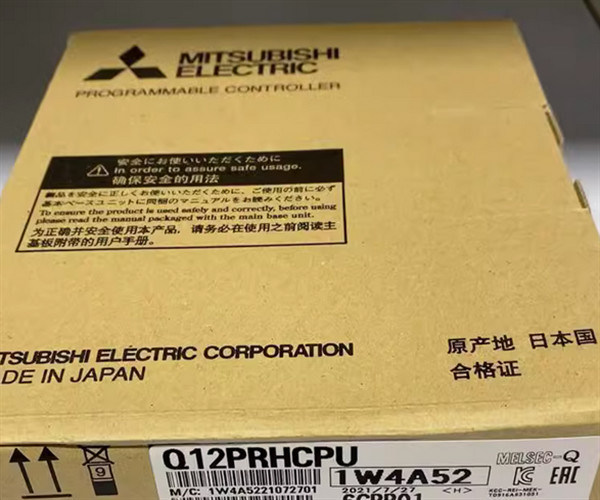 MITSUBISHI
ELECTRIC
PROGRAMMABLE CONTROLLER
安全にお使いいただくために
In order to assure safe usage.
确保安全的用法
製品を安全に正しくお使いいただくために、ご使用の前に必ず
基本ベースユニットに同梱のマニュアルをお読みください。
To ensure the product is used safely and correctly, before using
please read the manual packaged with the main base unit.
为正确并安全使用本产品，请务必在使用之前阅读主
基板附带的用户手册。
TSUBISHI ELECTRIC CORPORATION
DE IN JAPAN
原产地 日本国
合格证
9
Q12PRHCPU
MELSEC-Q
1W4A52
M/C: 1W4A5221072701
2021/7/27
<H>
EAC